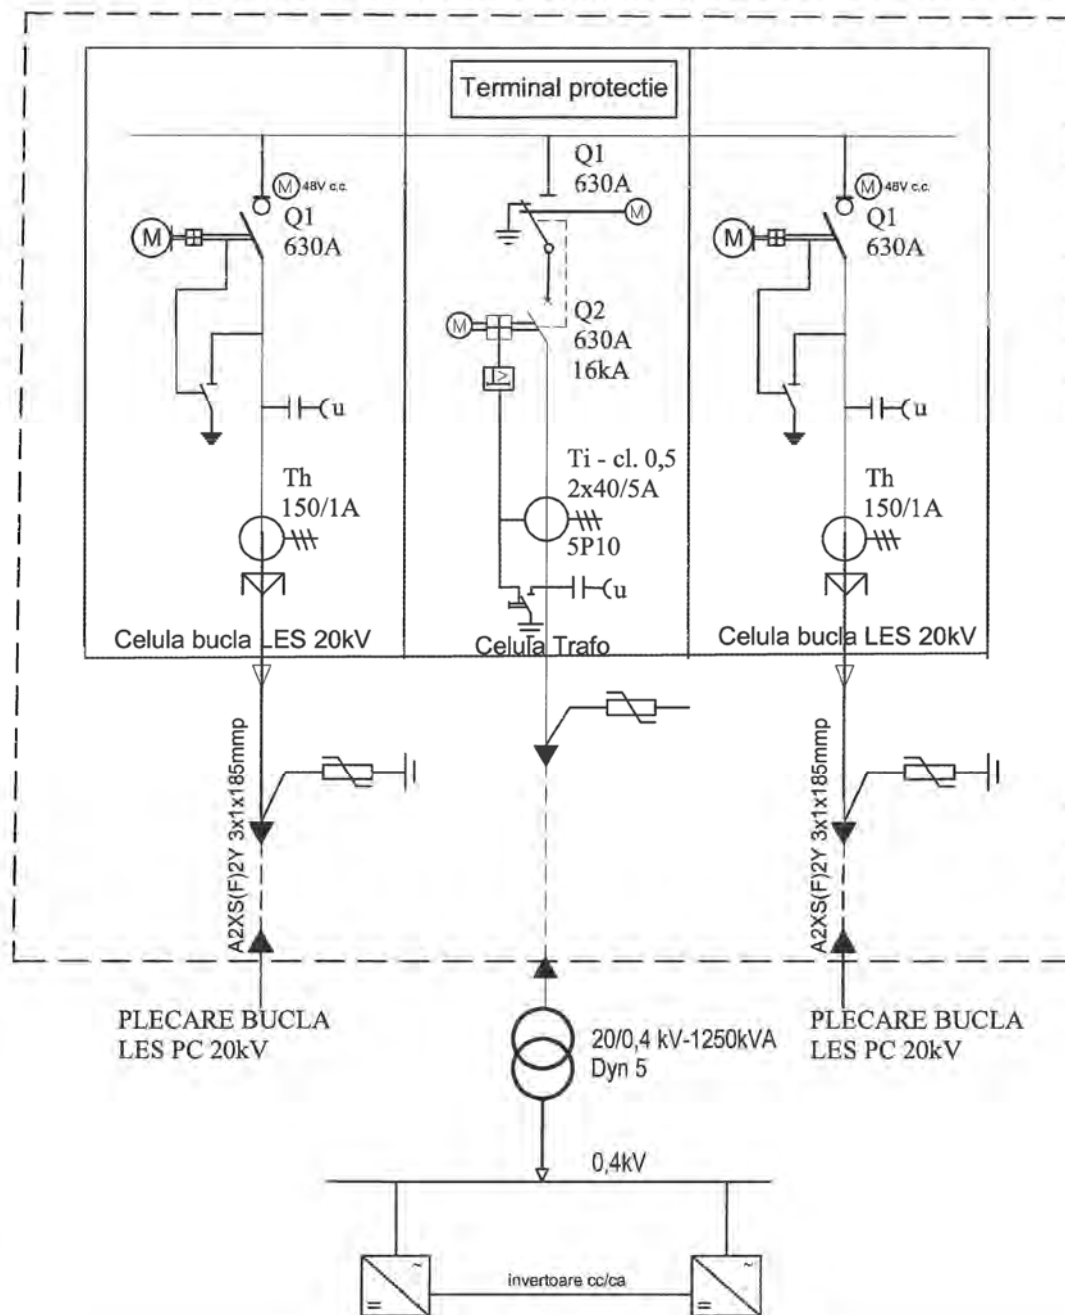 Terminal protectie
M 48V c.c.
Q1
630A
M
u
Th
150/1A
Celula bucla LES 20kV
Q1
630A
M
M
Q2
630A
16kA
I>
Ti - cl. 0,5
2x40/5A
5P10
u
Celula Trafo
M 48V c.c.
Q1
630A
M
u
Th
150/1A
Celula bucla LES 20kV
A2XS(F)2Y 3x1x185mmp
A2XS(F)2Y 3x1x185mmp
PLECARE BUCLA
LES PC 20kV
20/0,4 kV-1250kVA
Dyn 5
PLECARE BUCLA
LES PC 20kV
0,4kV
~
=
invertoare cc/ca
~
=